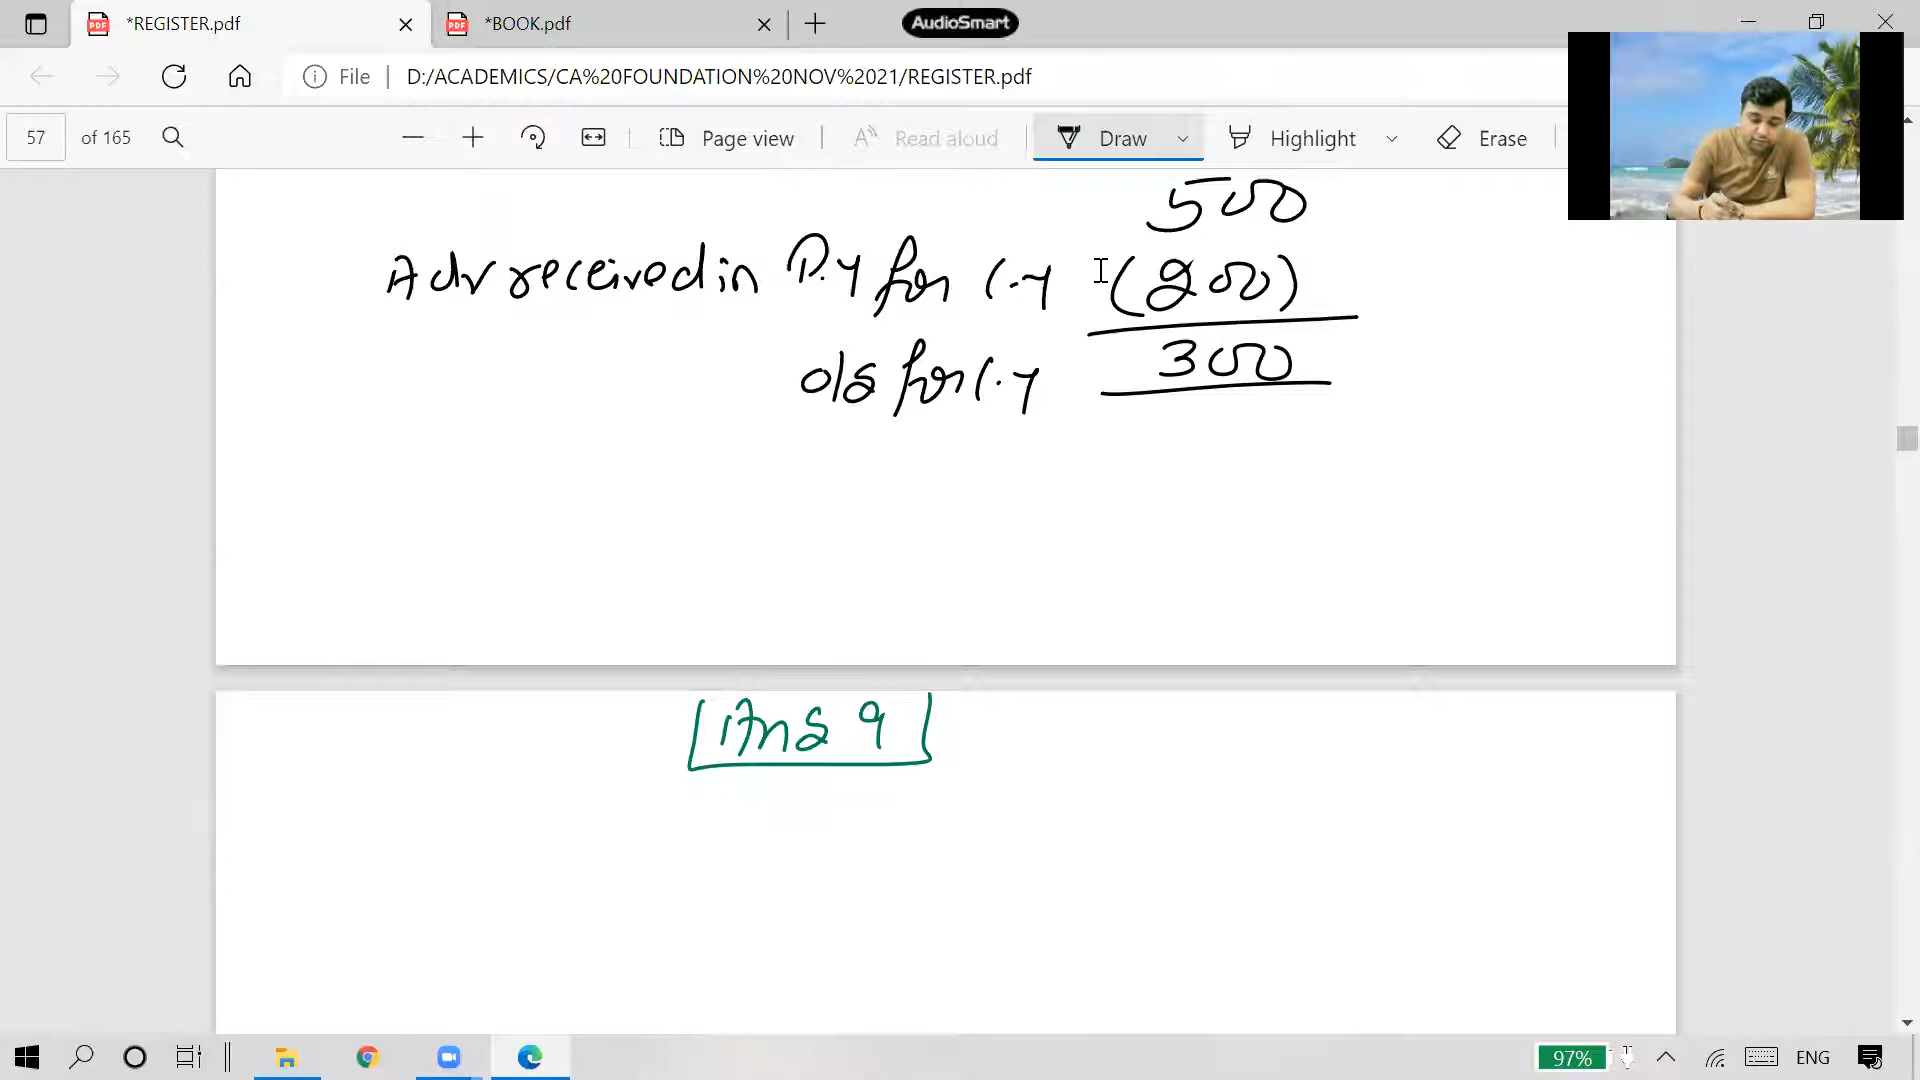 *REGISTER.pdf
*BOOK.pdf
AudioSmart
File
D:/ACADEMICS/CA%20FOUNDATION%20NOV%2021/REGISTER.pdf
57 of 165
Page view
Read aloud
Draw
Highlight
Erase
500
Adv received in P.Y for C.Y (200)
o/s for C.Y 300
Ans 9
97%
ENG